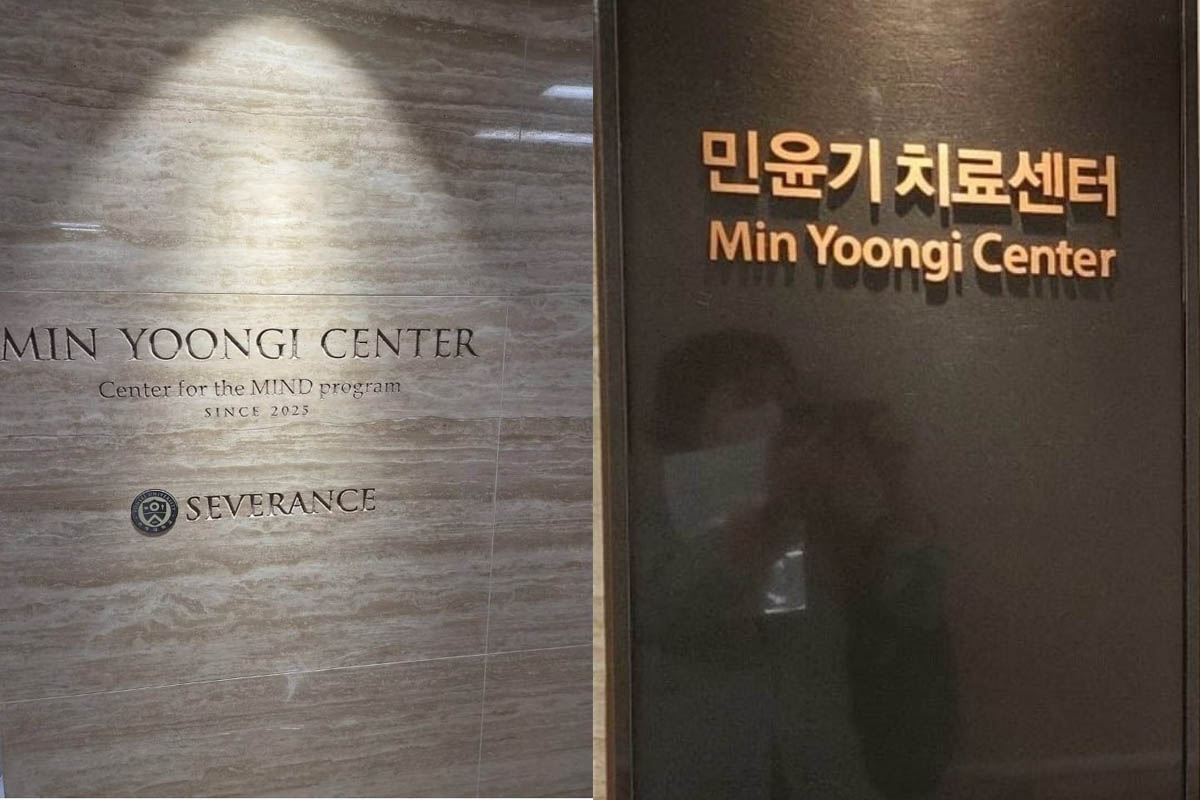 MIN YOONGI CENTER
Center for the MIND program
SINCE 2025
SEVERANCE
민윤기 치료센터
Min Yoongi Center